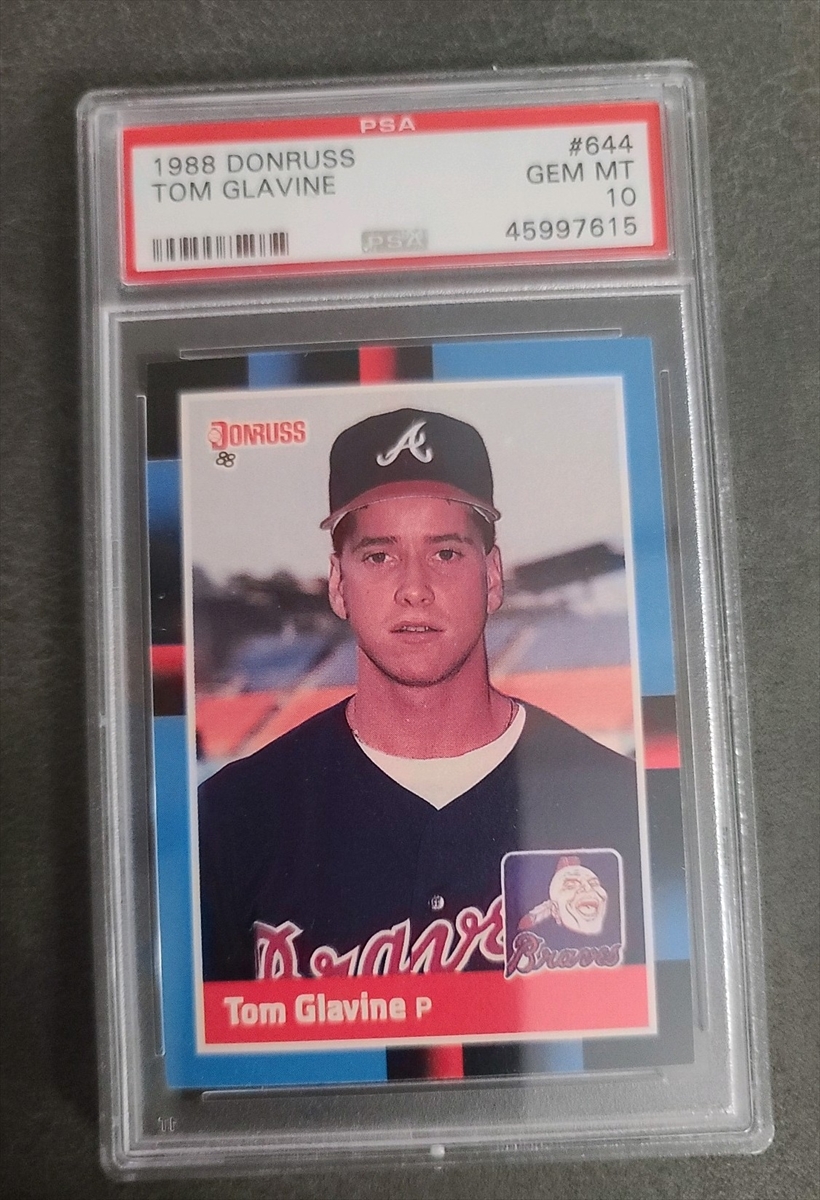 PSA
1988 DONRUSS #644
TOM GLAVINE GEM MT
10
PSA 45997615
DONRUSS
A
Braves
Braves
Tom Glavine P